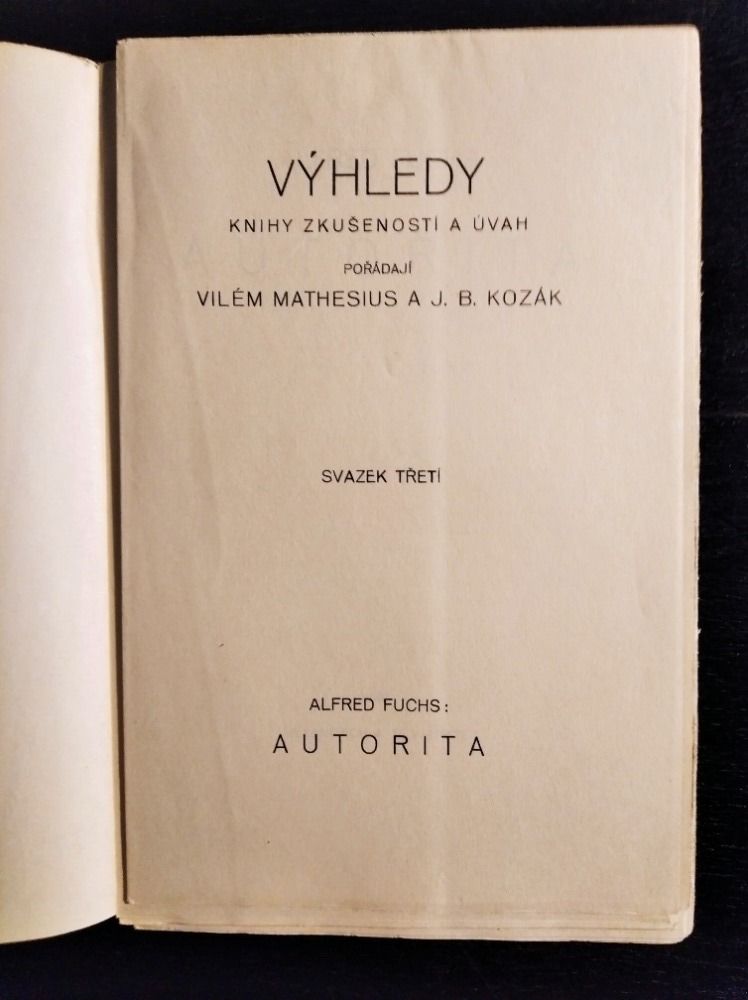 VÝHLEDY
KNIHY ZKUŠENOSTÍ A ÚVAH
POŘÁDAJÍ
VILÉM MATHESIUS A J. B. KOZÁK
SVAZEK TŘETÍ
ALFRED FUCHS:
AUTORITA